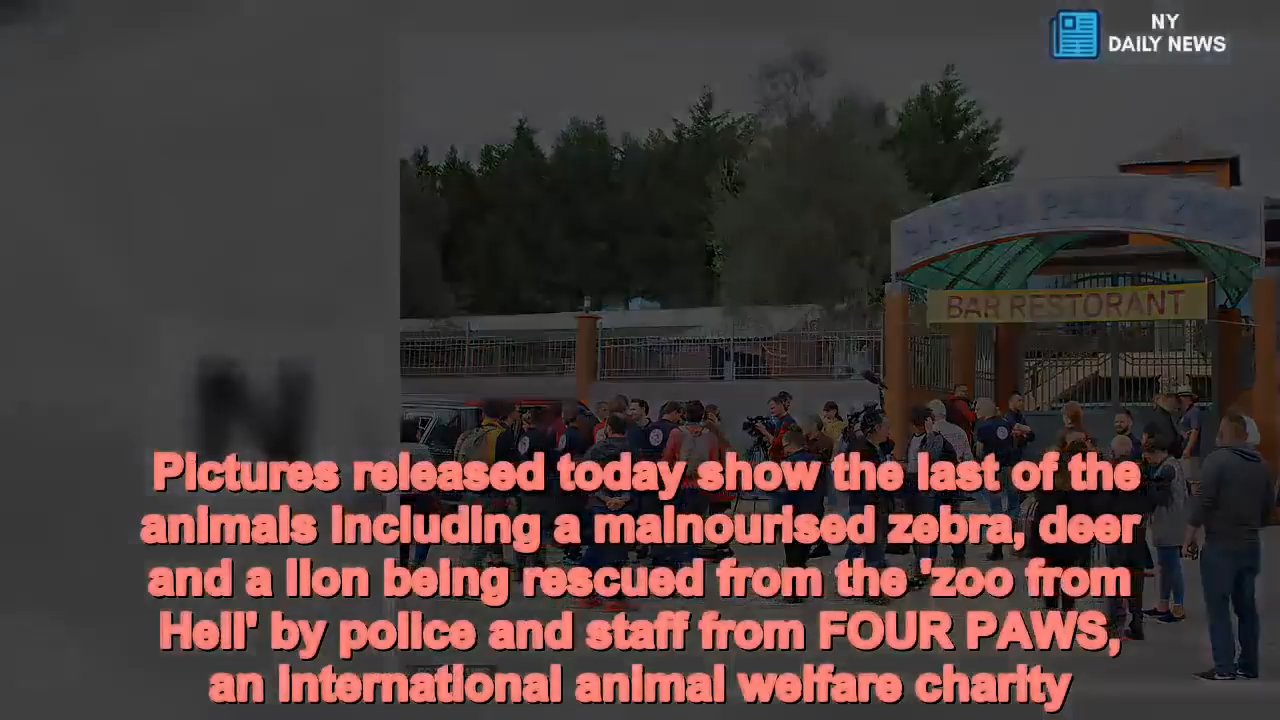 NY
DAILY NEWS
PARK ZOO
BAR RESTORANT
N
Pictures released today show the last of the
animals including a malnourised zebra, deer
and a lion being rescued from the 'zoo from
Hell' by police and staff from FOUR PAWS,
an international animal welfare charity